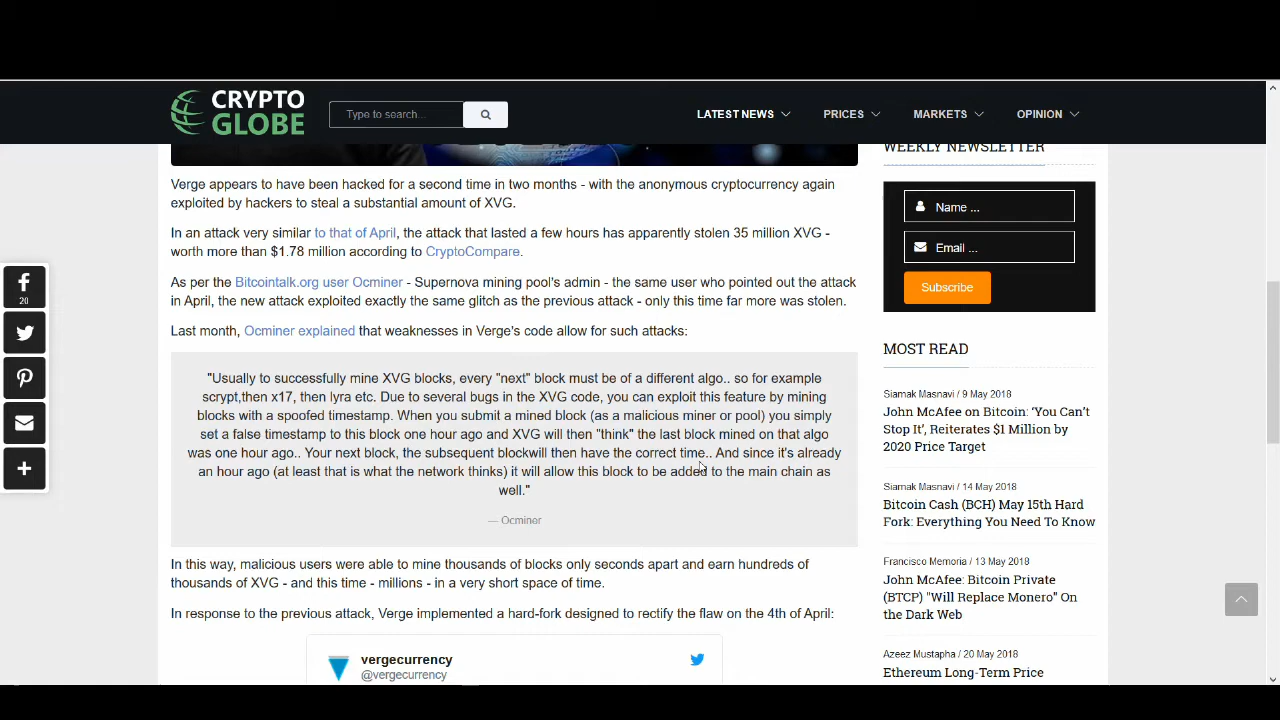 CRYPTO
GLOBE
Type to search...
LATEST NEWS
PRICES
MARKETS
OPINION
Verge appears to have been hacked for a second time in two months - with the anonymous cryptocurrency again
exploited by hackers to steal a substantial amount of XVG.
In an attack very similar to that of April, the attack that lasted a few hours has apparently stolen 35 million XVG -
worth more than $1.78 million according to CryptoCompare.
As per the Bitcointalk.org user Ocminer - Supernova mining pool's admin - the same user who pointed out the attack
in April, the new attack exploited exactly the same glitch as the previous attack - only this time far more was stolen.
Last month, Ocminer explained that weaknesses in Verge's code allow for such attacks:
"Usually to successfully mine XVG blocks, every "next" block must be of a different algo.. so for example
scrypt,then x17, then lyra etc. Due to several bugs in the XVG code, you can exploit this feature by mining
blocks with a spoofed timestamp. When you submit a mined block (as a malicious miner or pool) you simply
set a false timestamp to this block one hour ago and XVG will then "think" the last block mined on that algo
was one hour ago.. Your next block, the subsequent blockwill then have the correct time.. And since it's already
an hour ago (at least that is what the network thinks) it will allow this block to be added to the main chain as
well."
— Ocminer
In this way, malicious users were able to mine thousands of blocks only seconds apart and earn hundreds of
thousands of XVG - and this time - millions - in a very short space of time.
In response to the previous attack, Verge implemented a hard-fork designed to rectify the flaw on the 4th of April:
vergecurrency
@vergecurrency
20
WEEKLY NEWSLETTER
Name ...
Email ...
Subscribe
MOST READ
Siamak Masnavi / 9 May 2018
John McAfee on Bitcoin: ‘You Can’t
Stop It’, Reiterates $1 Million by
2020 Price Target
Siamak Masnavi / 14 May 2018
Bitcoin Cash (BCH) May 15th Hard
Fork: Everything You Need To Know
Francisco Memoria / 13 May 2018
John McAfee: Bitcoin Private
(BTCP) "Will Replace Monero" On
the Dark Web
Azeez Mustapha / 20 May 2018
Ethereum Long-Term Price